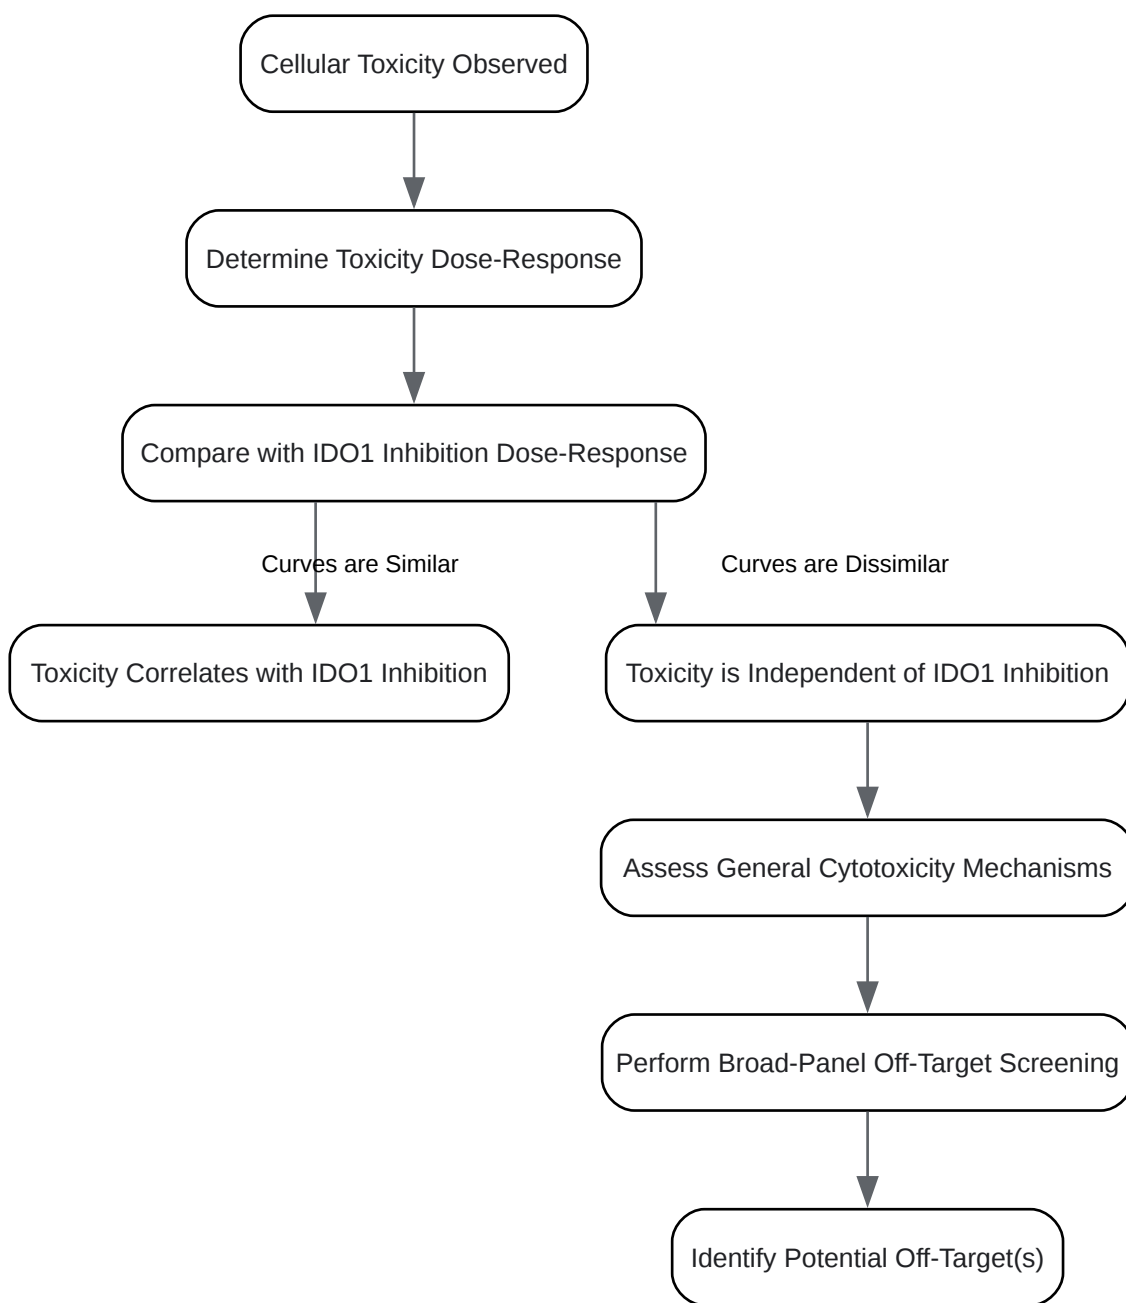 Cellular Toxicity Observed
Determine Toxicity Dose-Response
Compare with IDO1 Inhibition Dose-Response
Curves are Similar
Curves are Dissimilar
Toxicity Correlates with IDO1 Inhibition
Toxicity is Independent of IDO1 Inhibition
Assess General Cytotoxicity Mechanisms
Perform Broad-Panel Off-Target Screening
Identify Potential Off-Target(s)